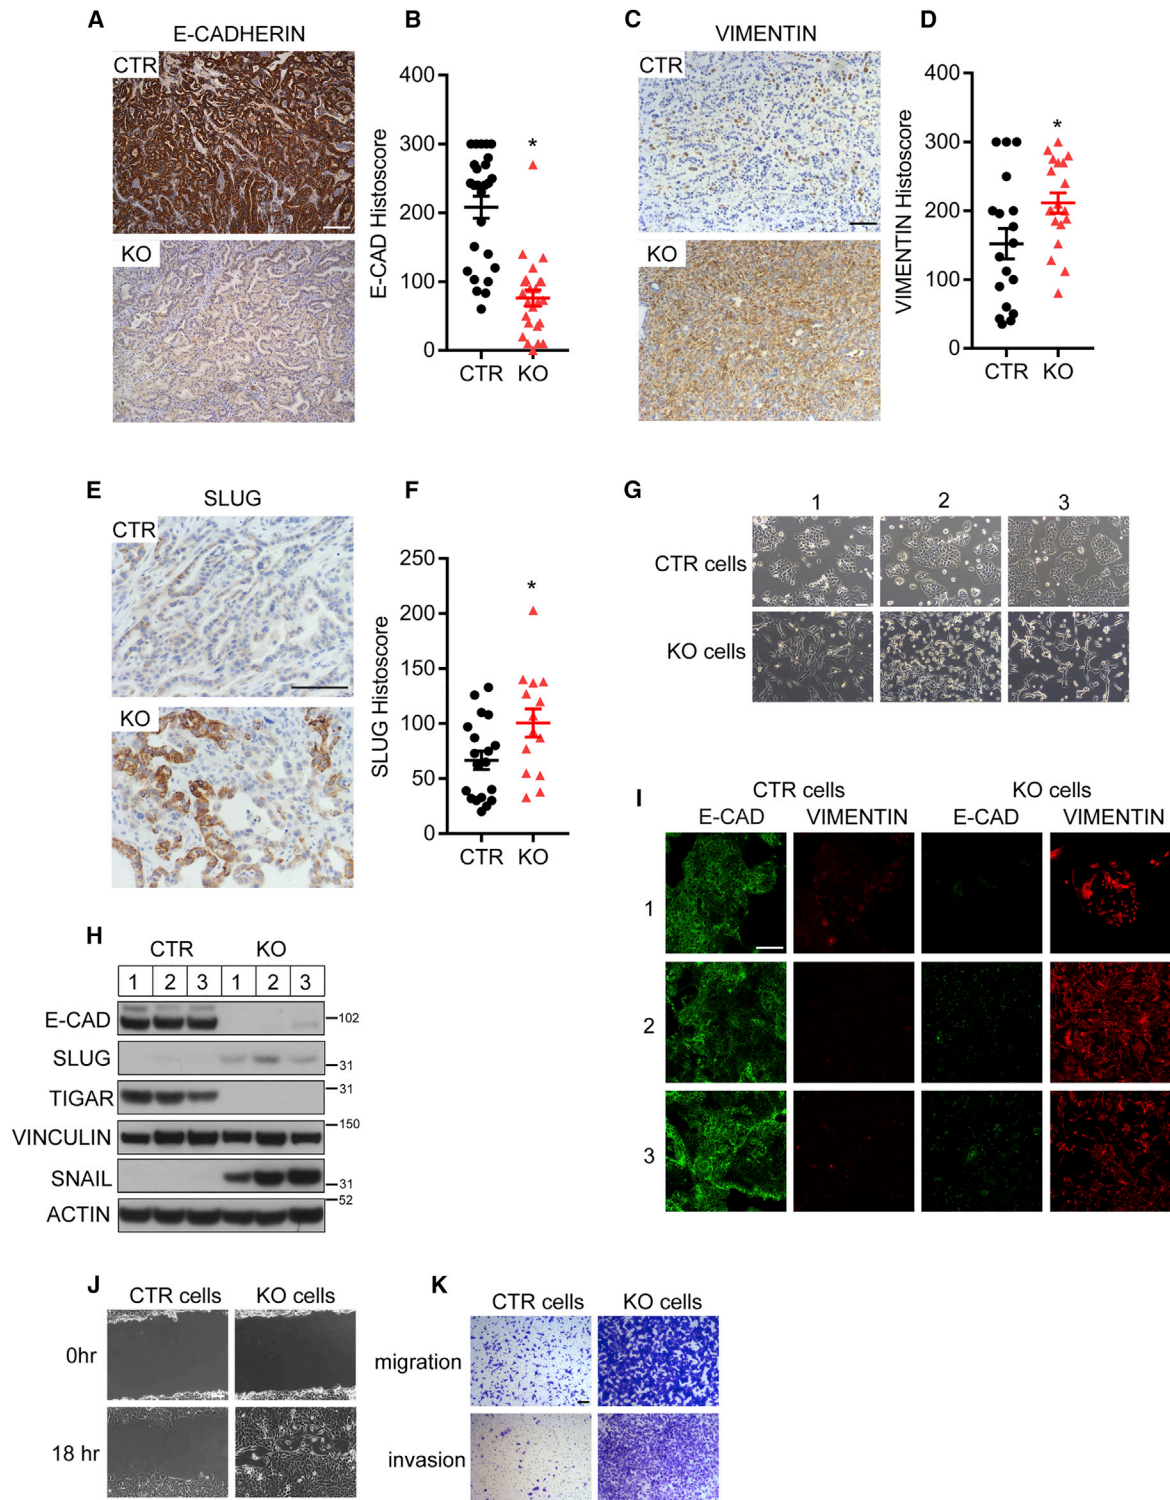 A
E-CADHERIN
CTR
KO
B
E-CAD Histoscore
400
300
200
100
0
*
CTR KO
C
VIMENTIN
CTR
KO
D
VIMENTIN Histoscore
400
300
200
100
0
*
CTR KO
E
SLUG
CTR
KO
F
SLUG Histoscore
250
200
150
100
50
0
*
CTR KO
G
1 2 3
CTR cells
KO cells
H
CTR KO
1 2 3 1 2 3
E-CAD 102
SLUG 31
TIGAR 31
VINCULIN 150
SNAIL 31
ACTIN 52
I
CTR cells KO cells
E-CAD VIMENTIN E-CAD VIMENTIN
1
2
3
J
CTR cells KO cells
0hr
18 hr
K
CTR cells KO cells
migration
invasion